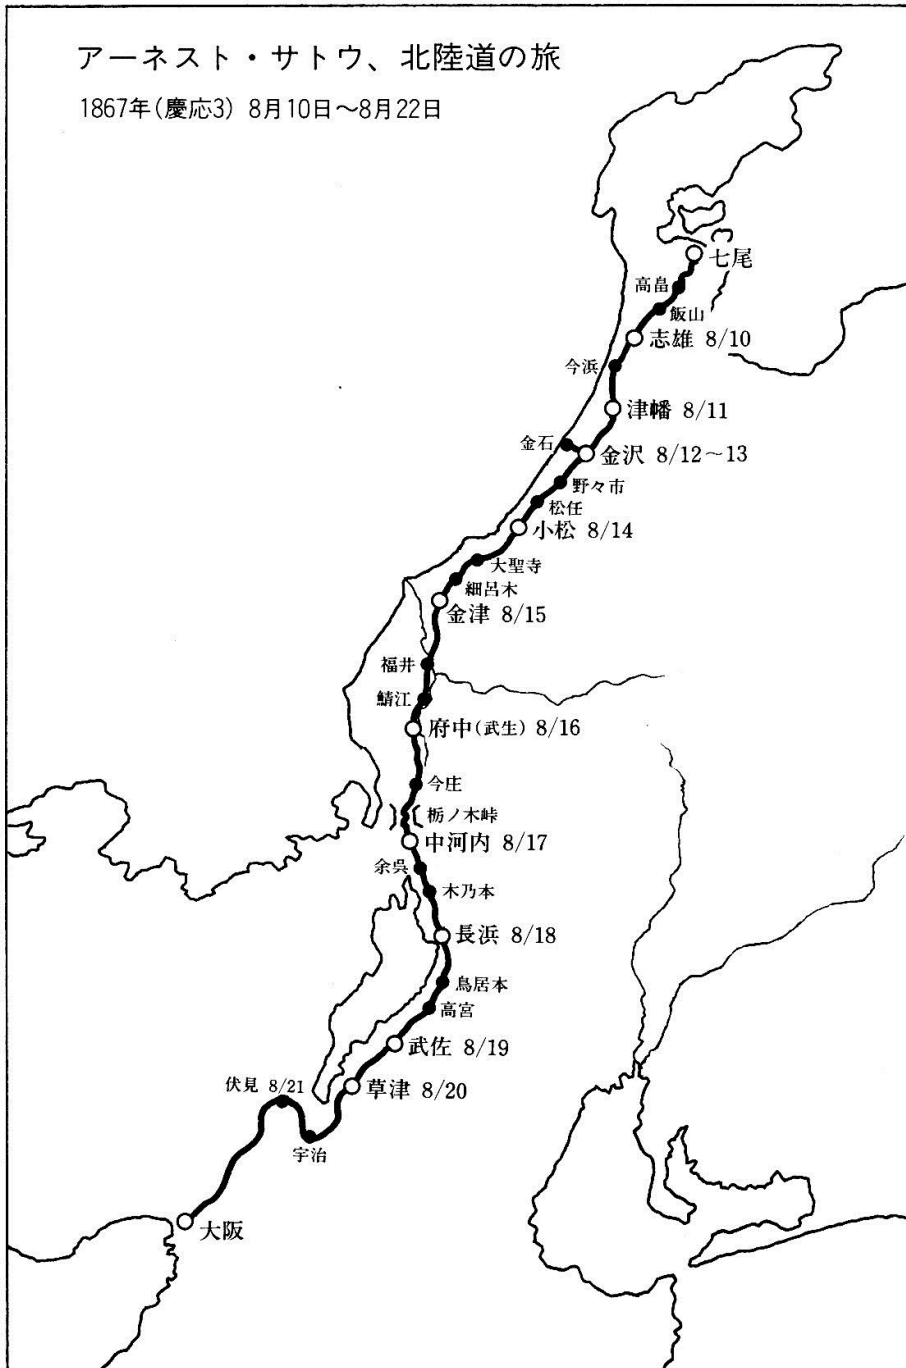 アーネスト・サトウ、北陸道の旅
1867年(慶応3) 8月10日〜8月22日
七尾
高畠
飯山
志雄 8/10
今浜
津幡 8/11
金石
金沢 8/12〜13
野々市
松任
小松 8/14
大聖寺
細呂木
金津 8/15
福井
鯖江
府中(武生) 8/16
今庄
栃ノ木峠
中河内 8/17
余呉
木乃本
長浜 8/18
鳥居本
高宮
武佐 8/19
草津 8/20
伏見 8/21
宇治
大阪